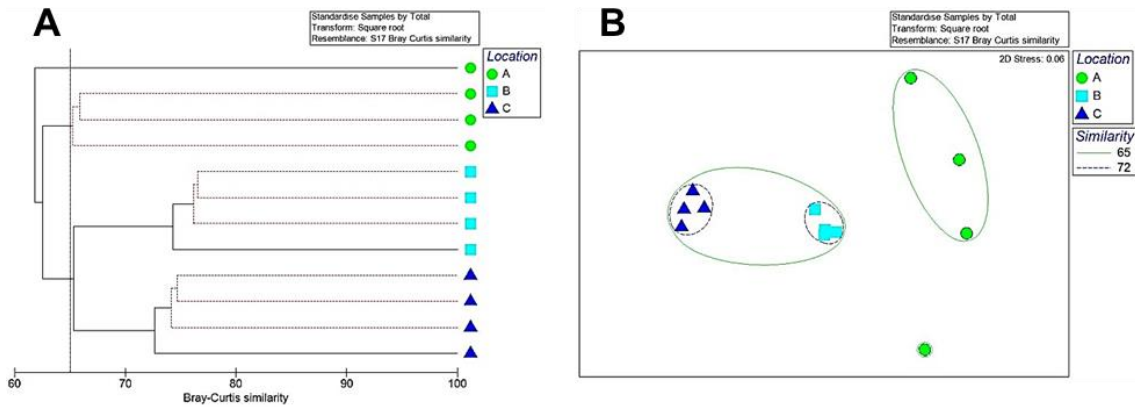 A
Standardise Samples by Total
Transform: Square root
Resemblance: S17 Bray Curtis similarity
Location
A
B
C
60
70
80
90
100
Bray-Curtis similarity
B
Standardise Samples by Total
Transform: Square root
Resemblance: S17 Bray Curtis similarity
2D Stress: 0.06
Location
A
B
C
Similarity
65
72